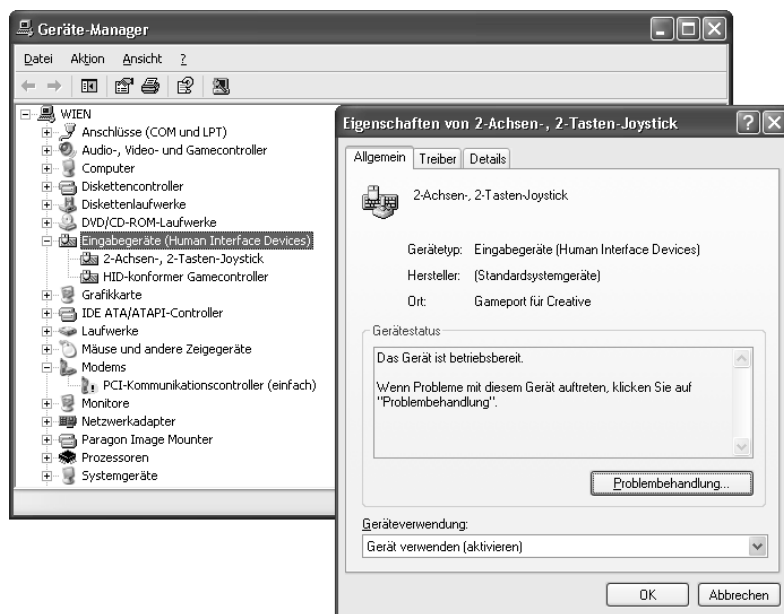 Geräte-Manager
Datei Aktion Ansicht ?
WIEN
Anschlüsse (COM und LPT)
Audio-, Video- und Gamecontroller
Computer
Diskettencontroller
Diskettenlaufwerke
DVD/CD-ROM-Laufwerke
Eingabegeräte (Human Interface Devices)
2-Achsen-, 2-Tasten-Joystick
HID-konformer Gamecontroller
Grafikkarte
IDE ATA/ATAPI-Controller
Laufwerke
Mäuse und andere Zeigegeräte
Modems
PCI-Kommunikationscontroller (einfach)
Monitore
Netzwerkadapter
Paragon Image Mounter
Prozessoren
Systemgeräte
Eigenschaften von 2-Achsen-, 2-Tasten-Joystick
Allgemein Treiber Details
2-Achsen-, 2-Tasten-Joystick
Gerätetyp: Eingabegeräte (Human Interface Devices)
Hersteller: (Standardsystemgeräte)
Ort: Gameport für Creative
Gerätestatus
Das Gerät ist betriebsbereit.
Wenn Probleme mit diesem Gerät auftreten, klicken Sie auf
"Problembehandlung".
Problembehandlung...
Geräteverwendung:
Gerät verwenden (aktivieren)
OK Abbrechen